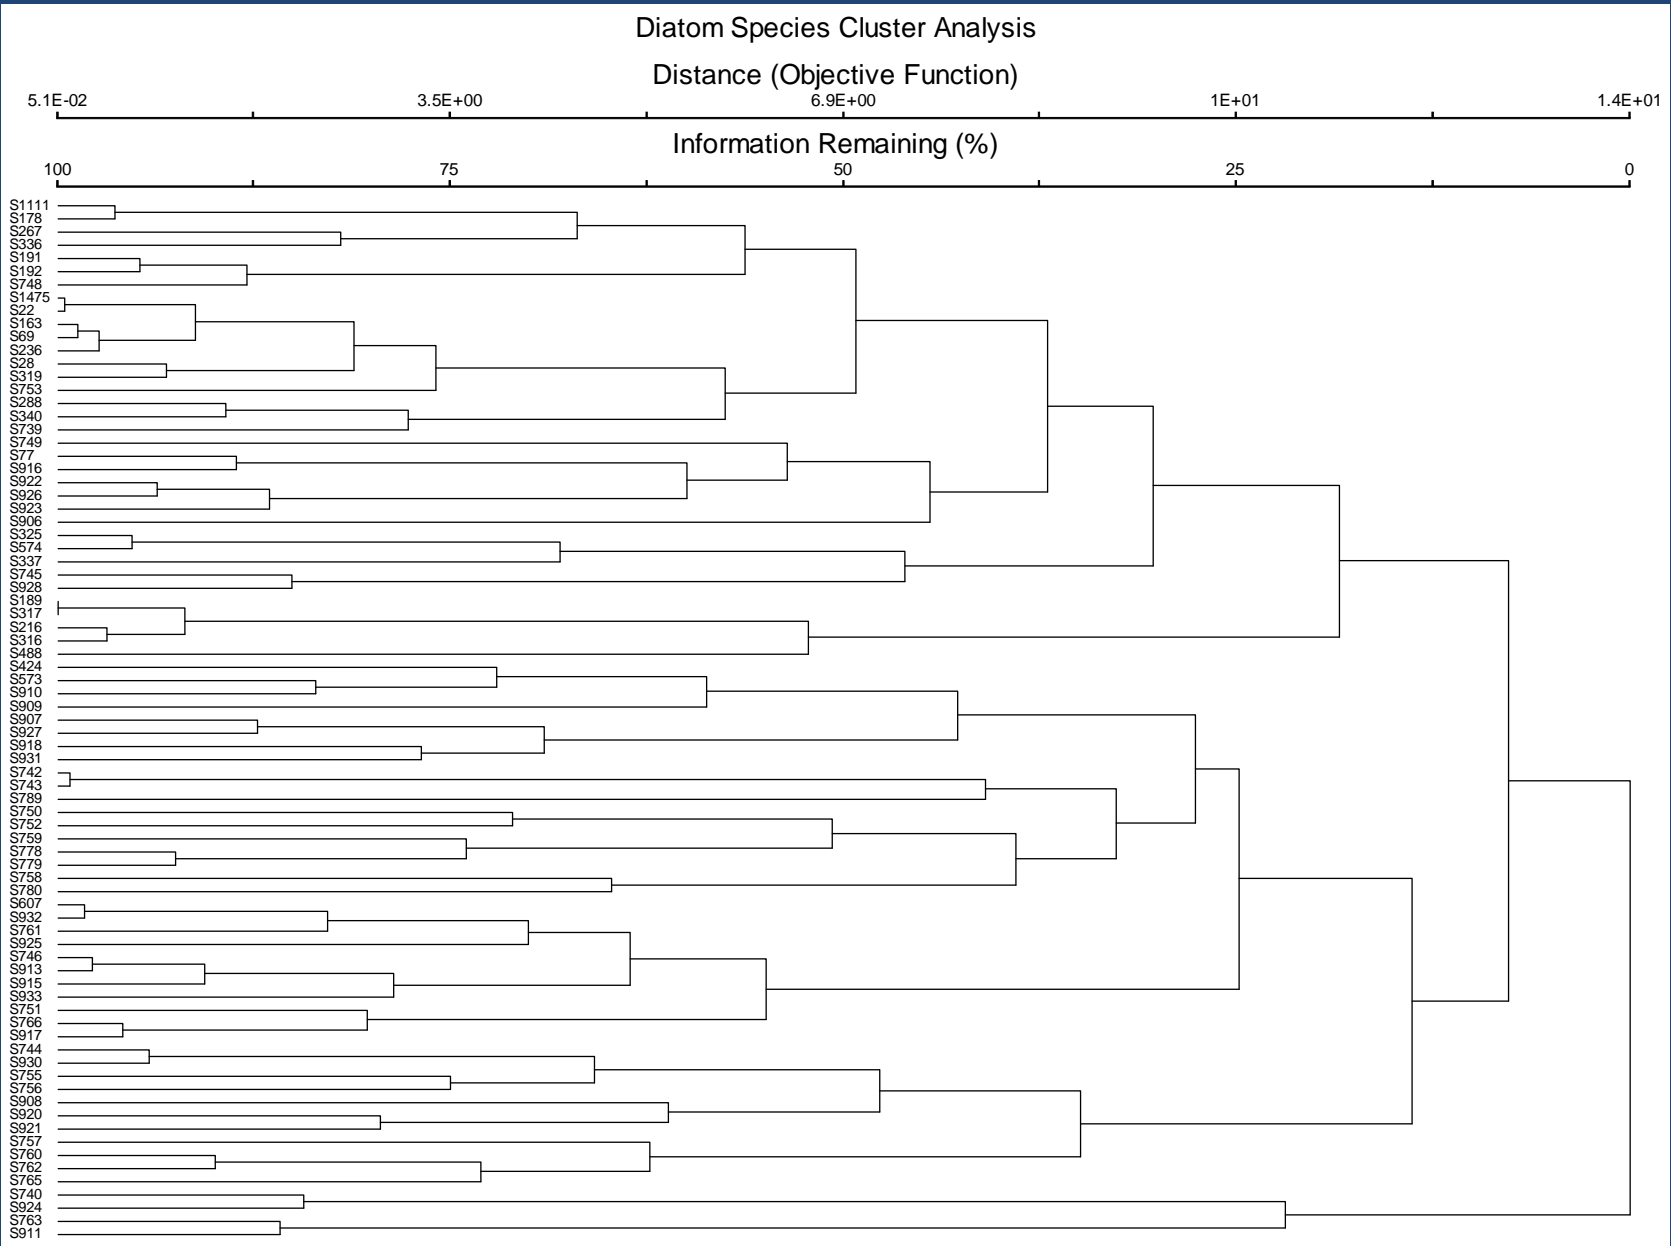 Diatom Species Cluster Analysis
Distance (Objective Function)
5.1E-02 3.5E+00 6.9E+00 1E+01 1.4E+01
Information Remaining (%)
100 75 50 25 0
S1111
S178
S267
S336
S191
S192
S748
S1475
S22
S163
S69
S236
S28
S319
S753
S288
S340
S739
S749
S77
S916
S922
S926
S923
S906
S325
S574
S337
S745
S928
S189
S317
S216
S316
S488
S424
S573
S910
S909
S907
S927
S918
S931
S742
S743
S789
S750
S752
S759
S778
S779
S758
S780
S607
S932
S761
S925
S746
S913
S915
S933
S751
S766
S917
S744
S930
S755
S756
S908
S920
S921
S757
S760
S762
S765
S740
S924
S763
S911